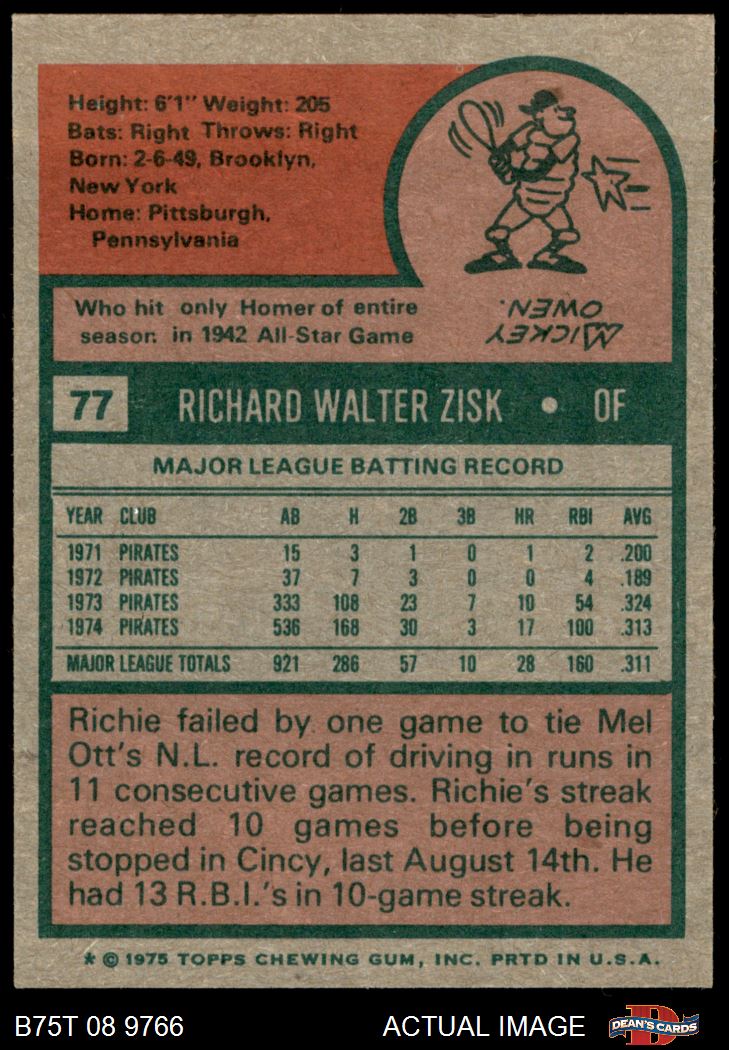 Height: 6'1" Weight: 205
Bats: Right Throws: Right
Born: 2-6-49, Brooklyn,
New York
Home: Pittsburgh,
Pennsylvania
Who hit only Homer of entire
season in 1942 All-Star Game
MICKEY
OWEN.
77 RICHARD WALTER ZISK • OF
MAJOR LEAGUE BATTING RECORD
YEAR CLUB AB H 2B 3B HR RBI AVG
1971 PIRATES 15 3 1 0 1 2 .200
1972 PIRATES 37 7 3 0 0 4 .189
1973 PIRATES 333 108 23 7 10 54 .324
1974 PIRATES 536 168 30 3 17 100 .313
MAJOR LEAGUE TOTALS 921 286 57 10 28 160 .311
Richie failed by one game to tie Mel
Ott's N.L. record of driving in runs in
11 consecutive games. Richie's streak
reached 10 games before being
stopped in Cincy, last August 14th. He
had 13 R.B.I.'s in 10-game streak.
* © 1975 TOPPS CHEWING GUM, INC. PRTD IN U.S.A.
B75T 08 9766 ACTUAL IMAGE D DEAN'S CARDS